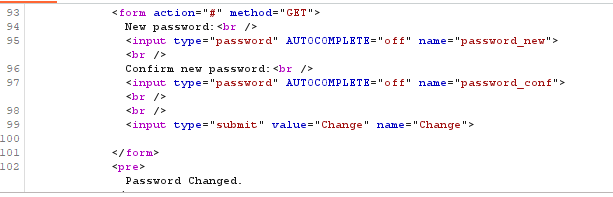 93 <form action="#" method="GET">
94 New password:<br />
95 <input type="password" AUTOCOMPLETE="off" name="password_new">
<br />
96 Confirm new password:<br />
97 <input type="password" AUTOCOMPLETE="off" name="password_conf">
<br />
98 <br />
99 <input type="submit" value="Change" name="Change">
100
101 </form>
102 <pre>
Password Changed.